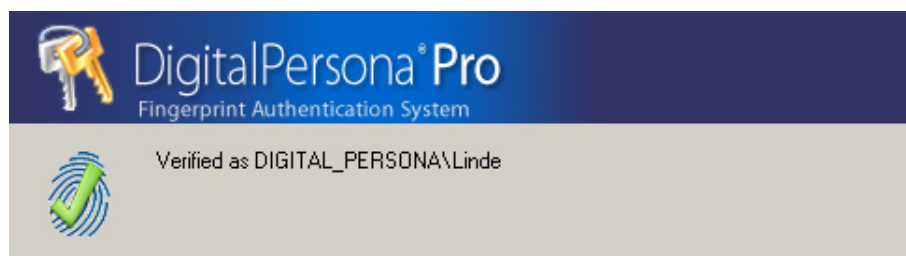 DigitalPersona® Pro
Fingerprint Authentication System
Verified as DIGITAL_PERSONA\Linde